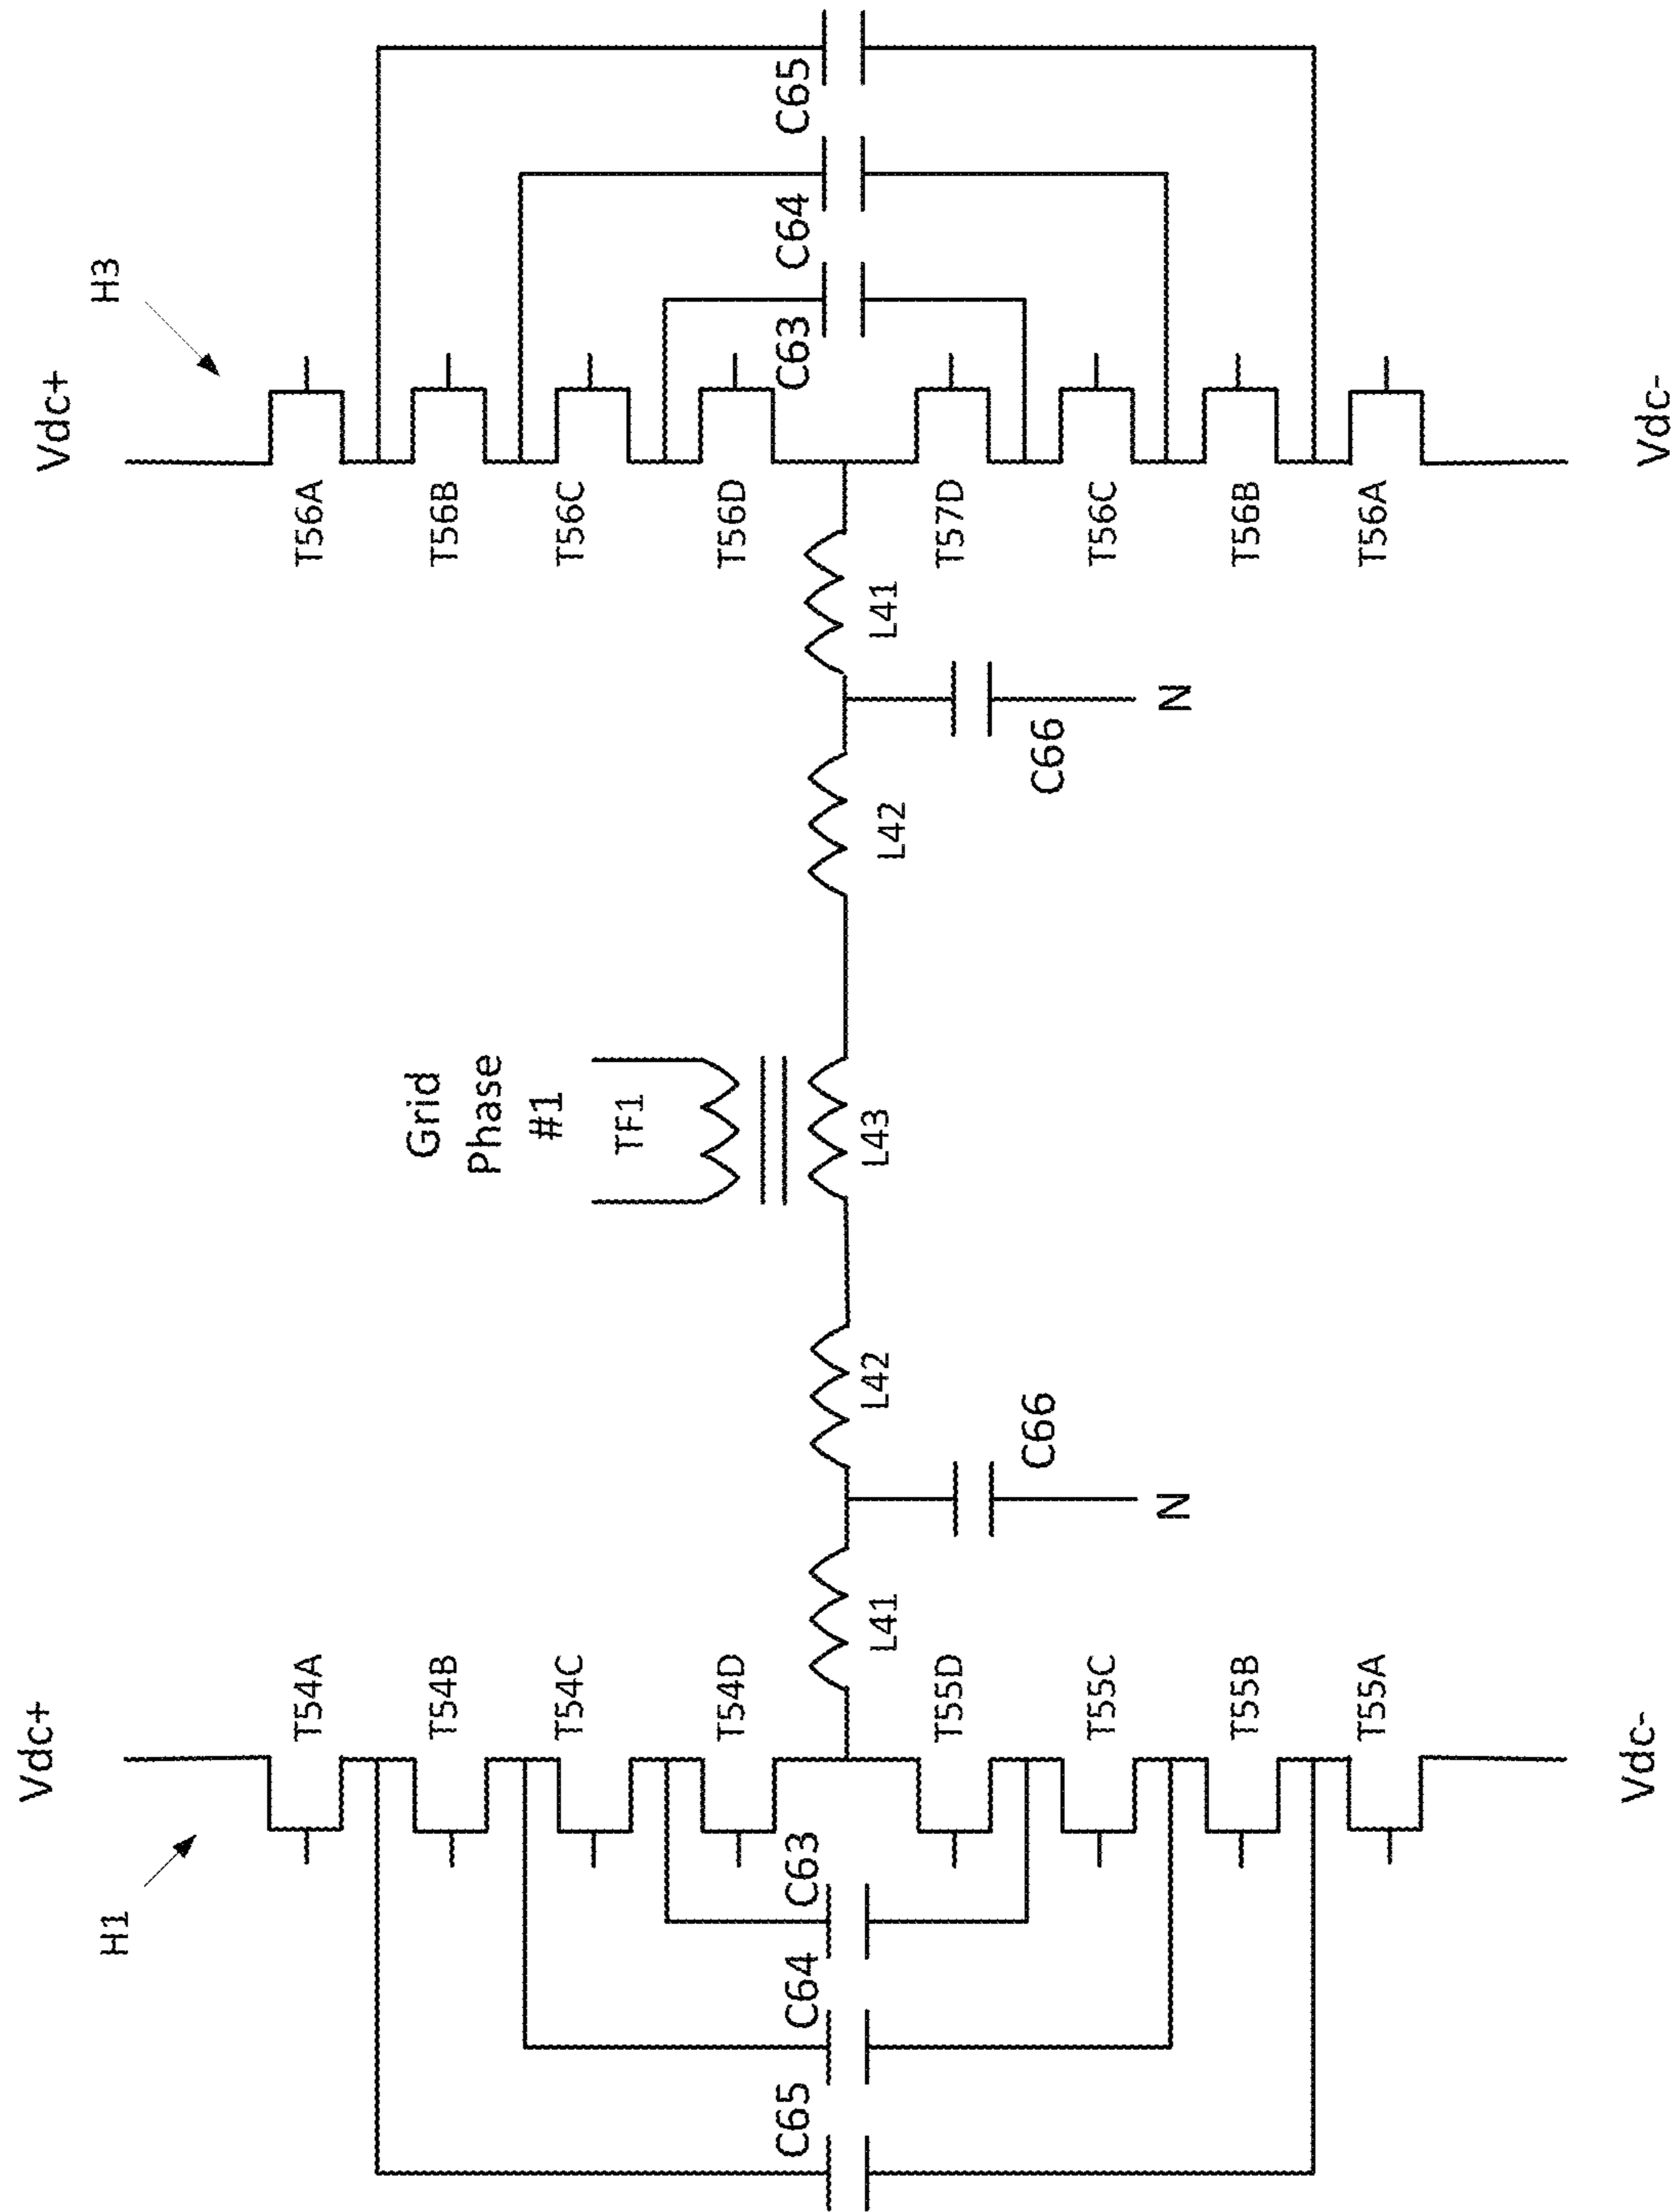 Vdc+
Vdc+
H1
H3
T54A
T56A
T54B
T56B
T54C
T56C
T54D
T56D
Grid
Phase
#1
TF1
C65
C64
C63
C63
C64
C65
L41
L42
L43
L42
L41
T55D
T57D
C66
C66
T55C
T56C
N
N
T55B
T56B
T55A
T56A
Vdc-
Vdc-